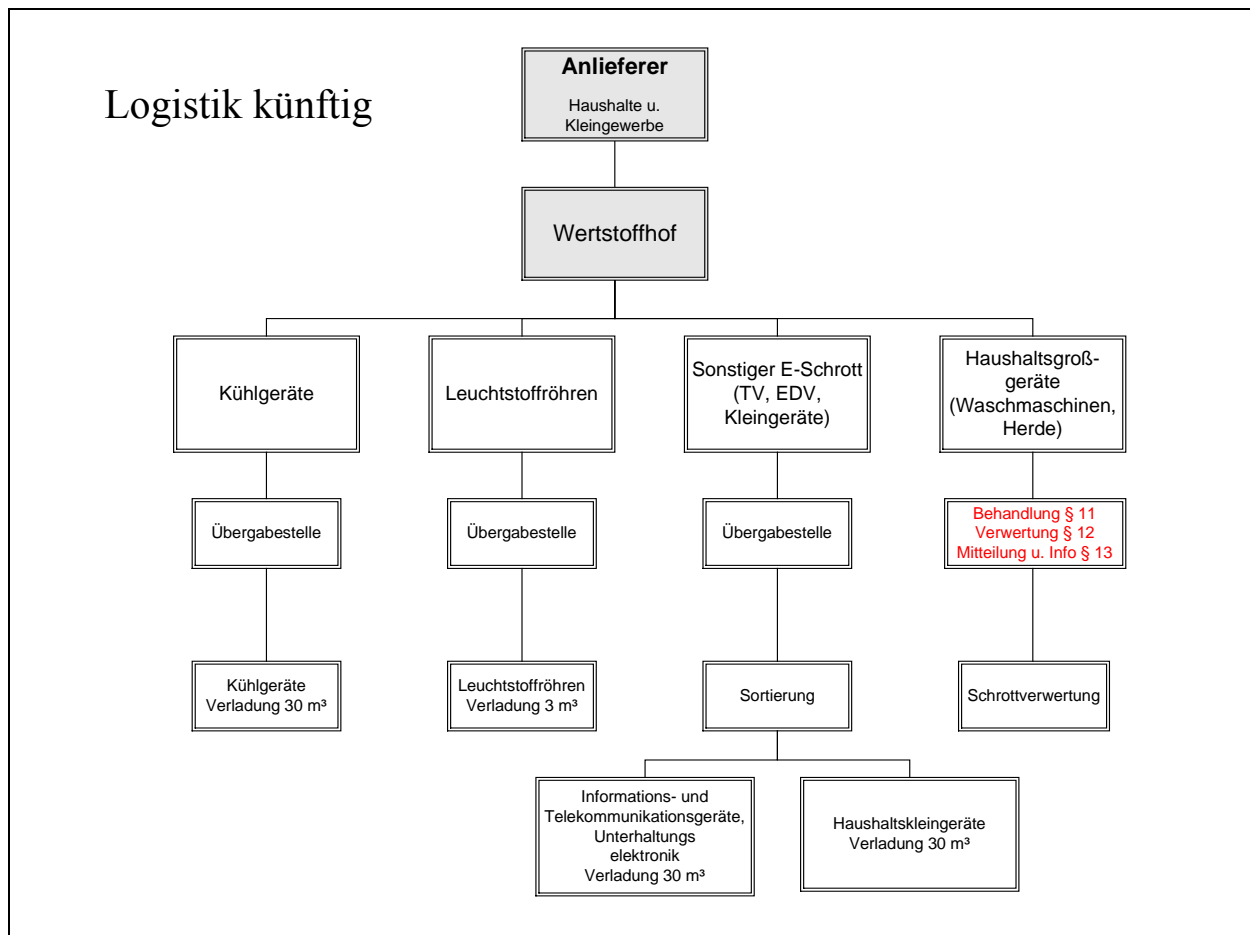 Logistik künftig
Anlieferer
Haushalte u.
Kleingewerbe
Wertstoffhof
Kühlgeräte
Leuchtstoffröhren
Sonstiger E-Schrott
(TV, EDV,
Kleingeräte)
Haushaltsgroß-
geräte
(Waschmaschinen,
Herde)
Übergabestelle
Übergabestelle
Übergabestelle
Behandlung § 11
Verwertung § 12
Mitteilung u. Info § 13
Kühlgeräte
Verladung 30 m³
Leuchtstoffröhren
Verladung 3 m³
Sortierung
Schrottverwertung
Informations- und
Telekommunikationsgeräte,
Unterhaltungs
elektronik
Verladung 30 m³
Haushaltskleingeräte
Verladung 30 m³